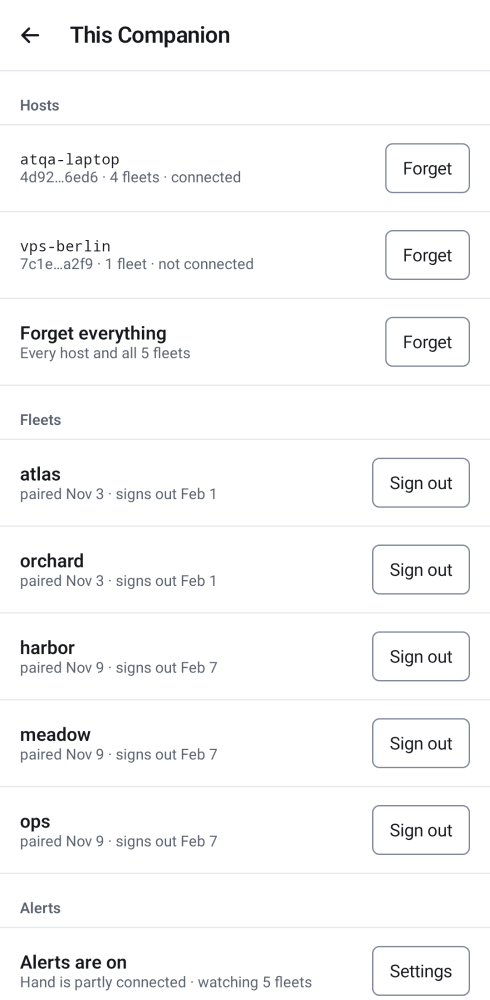 This Companion
Hosts
atqa-laptop
4d92…6ed6 · 4 fleets · connected
Forget
vps-berlin
7c1e…a2f9 · 1 fleet · not connected
Forget
Forget everything
Every host and all 5 fleets
Forget
Fleets
atlas
paired Nov 3 · signs out Feb 1
Sign out
orchard
paired Nov 3 · signs out Feb 1
Sign out
harbor
paired Nov 9 · signs out Feb 7
Sign out
meadow
paired Nov 9 · signs out Feb 7
Sign out
ops
paired Nov 9 · signs out Feb 7
Sign out
Alerts
Alerts are on
Hand is partly connected · watching 5 fleets
Settings